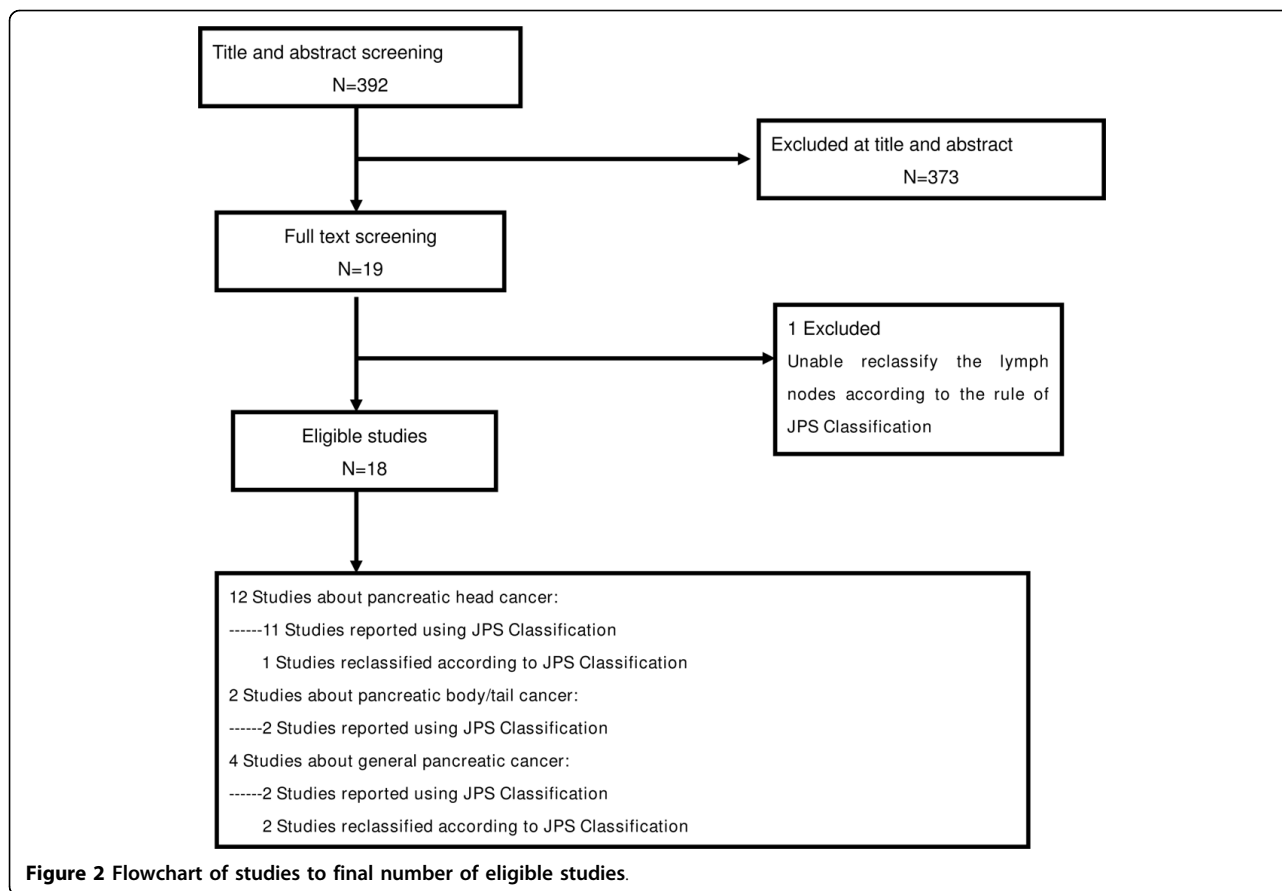 Title and abstract screening
N=392
Excluded at title and abstract
N=373
Full text screening
N=19
1 Excluded
Unable reclassify the lymph
nodes according to the rule of
JPS Classification
Eligible studies
N=18
12 Studies about pancreatic head cancer:
------11 Studies reported using JPS Classification
1 Studies reclassified according to JPS Classification
2 Studies about pancreatic body/tail cancer:
------2 Studies reported using JPS Classification
4 Studies about general pancreatic cancer:
------2 Studies reported using JPS Classification
2 Studies reclassified according to JPS Classification
Figure 2 Flowchart of studies to final number of eligible studies.